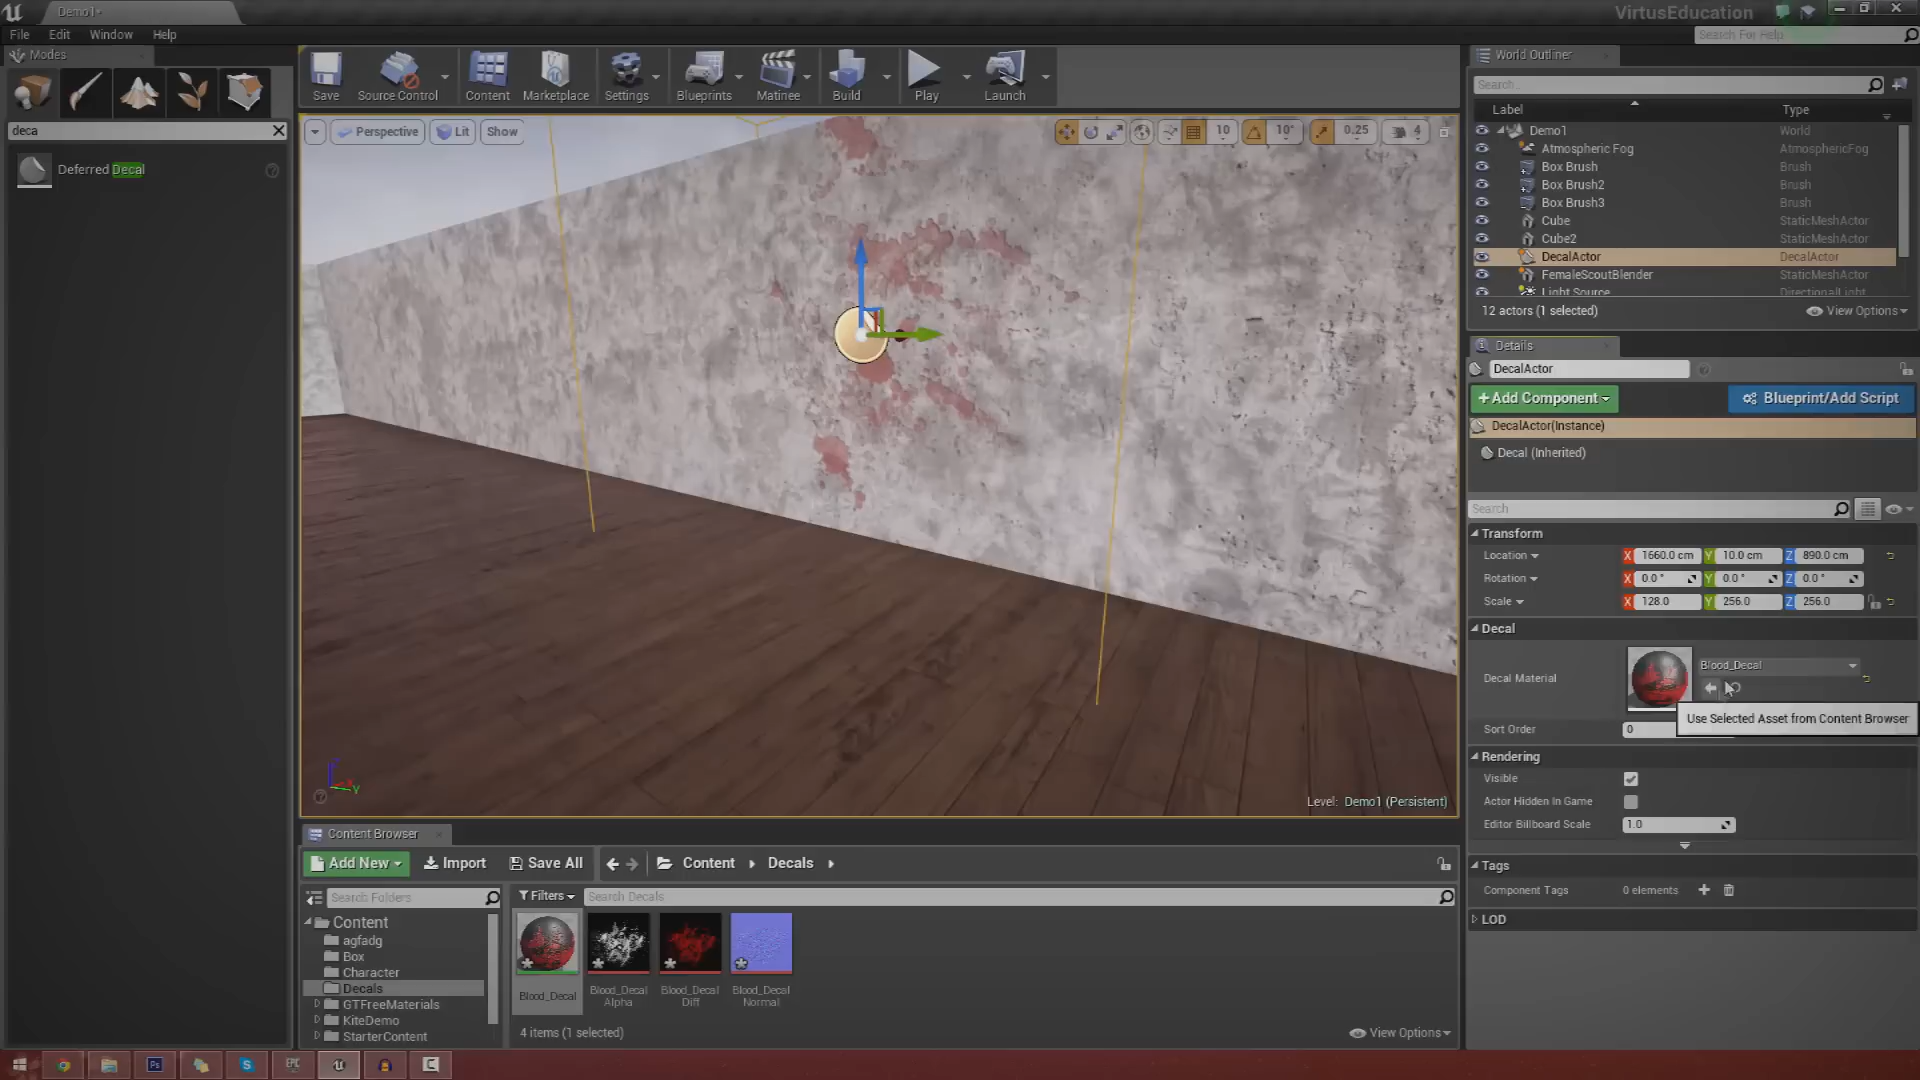 Demo1*
VirtusEducation
File Edit Window Help
Search For Help
Modes
deca
Deferred Decal
Save
Source Control
Content
Marketplace
Settings
Blueprints
Matinee
Build
Play
Launch
Perspective
Lit
Show
10
10°
0.25
4
Level: Demo1 (Persistent)
World Outliner
Search...
Label Type
Demo1 World
Atmospheric Fog AtmosphericFog
Box Brush Brush
Box Brush2 Brush
Box Brush3 Brush
Cube StaticMeshActor
Cube2 StaticMeshActor
DecalActor DecalActor
FemaleScoutBlender StaticMeshActor
Light Source DirectionalLight
12 actors (1 selected) View Options
Details
DecalActor
+Add Component Blueprint/Add Script
DecalActor(Instance)
Decal (Inherited)
Search
Transform
Location X 1660.0 cm Y 10.0 cm Z 890.0 cm
Rotation X 0.0 ° Y 0.0 ° Z 0.0 °
Scale X 128.0 Y 256.0 Z 256.0
Decal
Decal Material Blood_Decal
Use Selected Asset from Content Browser
Sort Order 0
Rendering
Visible
Actor Hidden In Game
Editor Billboard Scale 1.0
Tags
Component Tags 0 elements
LOD
Content Browser
Add New Import Save All Content Decals
Search Folders
Filters Search Decals
Content
agfadg
Box
Character
Decals
GTFreeMaterials
KiteDemo
StarterContent
Blood_Decal
Blood_Decal
Alpha
Blood_Decal
Diff
Blood_Decal
Normal
4 items (1 selected) View Options